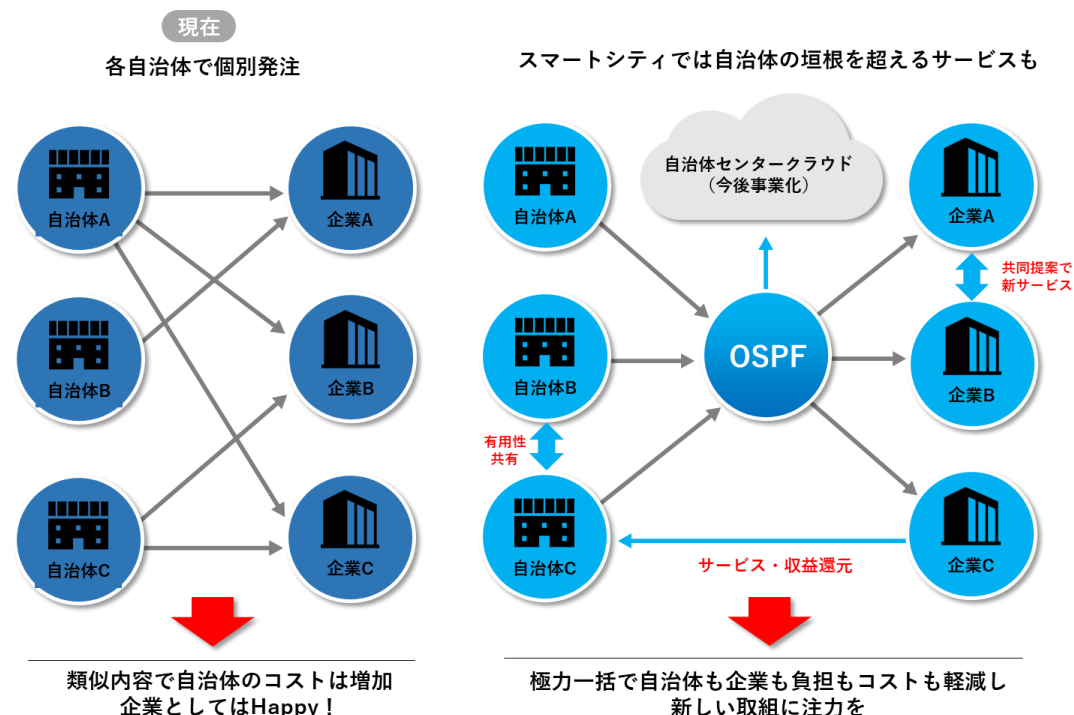 現在
各自治体で個別発注
自治体A
企業A
自治体B
企業B
自治体C
企業C
類似内容で自治体のコストは増加
企業としてはHappy！
スマートシティでは自治体の垣根を超えるサービスも
自治体センタークラウド
（今後事業化）
自治体A
企業A
共同提案で
新サービス
OSPF
自治体B
企業B
有用性
共有
自治体C
企業C
サービス・収益還元
極力一括で自治体も企業も負担もコストも軽減し
新しい取組に注力を